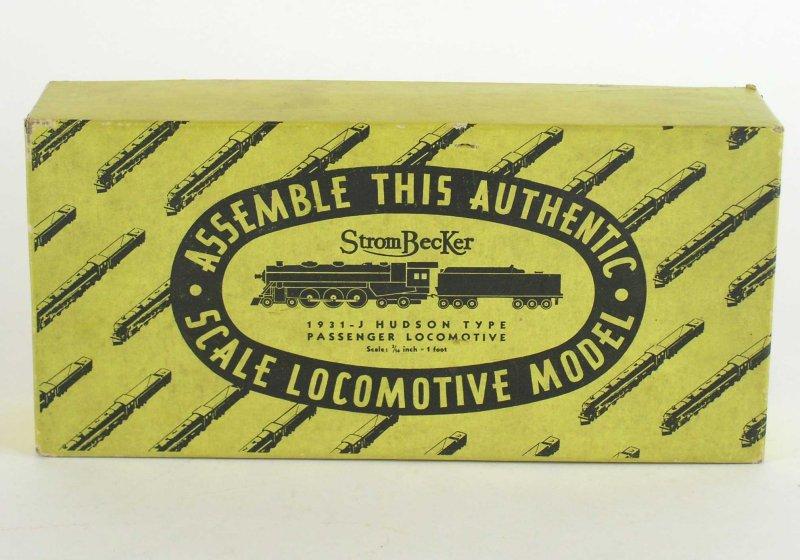 ASSEMBLE THIS AUTHENTIC
StromBecKer
1931-J HUDSON TYPE
PASSENGER LOCOMOTIVE
Scale: 3/16 inch = 1 foot
• SCALE LOCOMOTIVE MODEL •